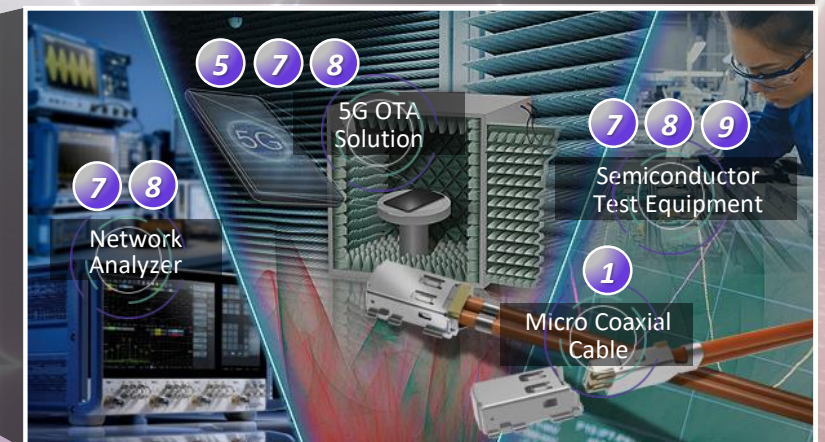 5 7 8
5G OTA
Solution
5G
7 8 9
Semiconductor
Test Equipment
7 8
Network
Analyzer
1
Micro Coaxial
Cable